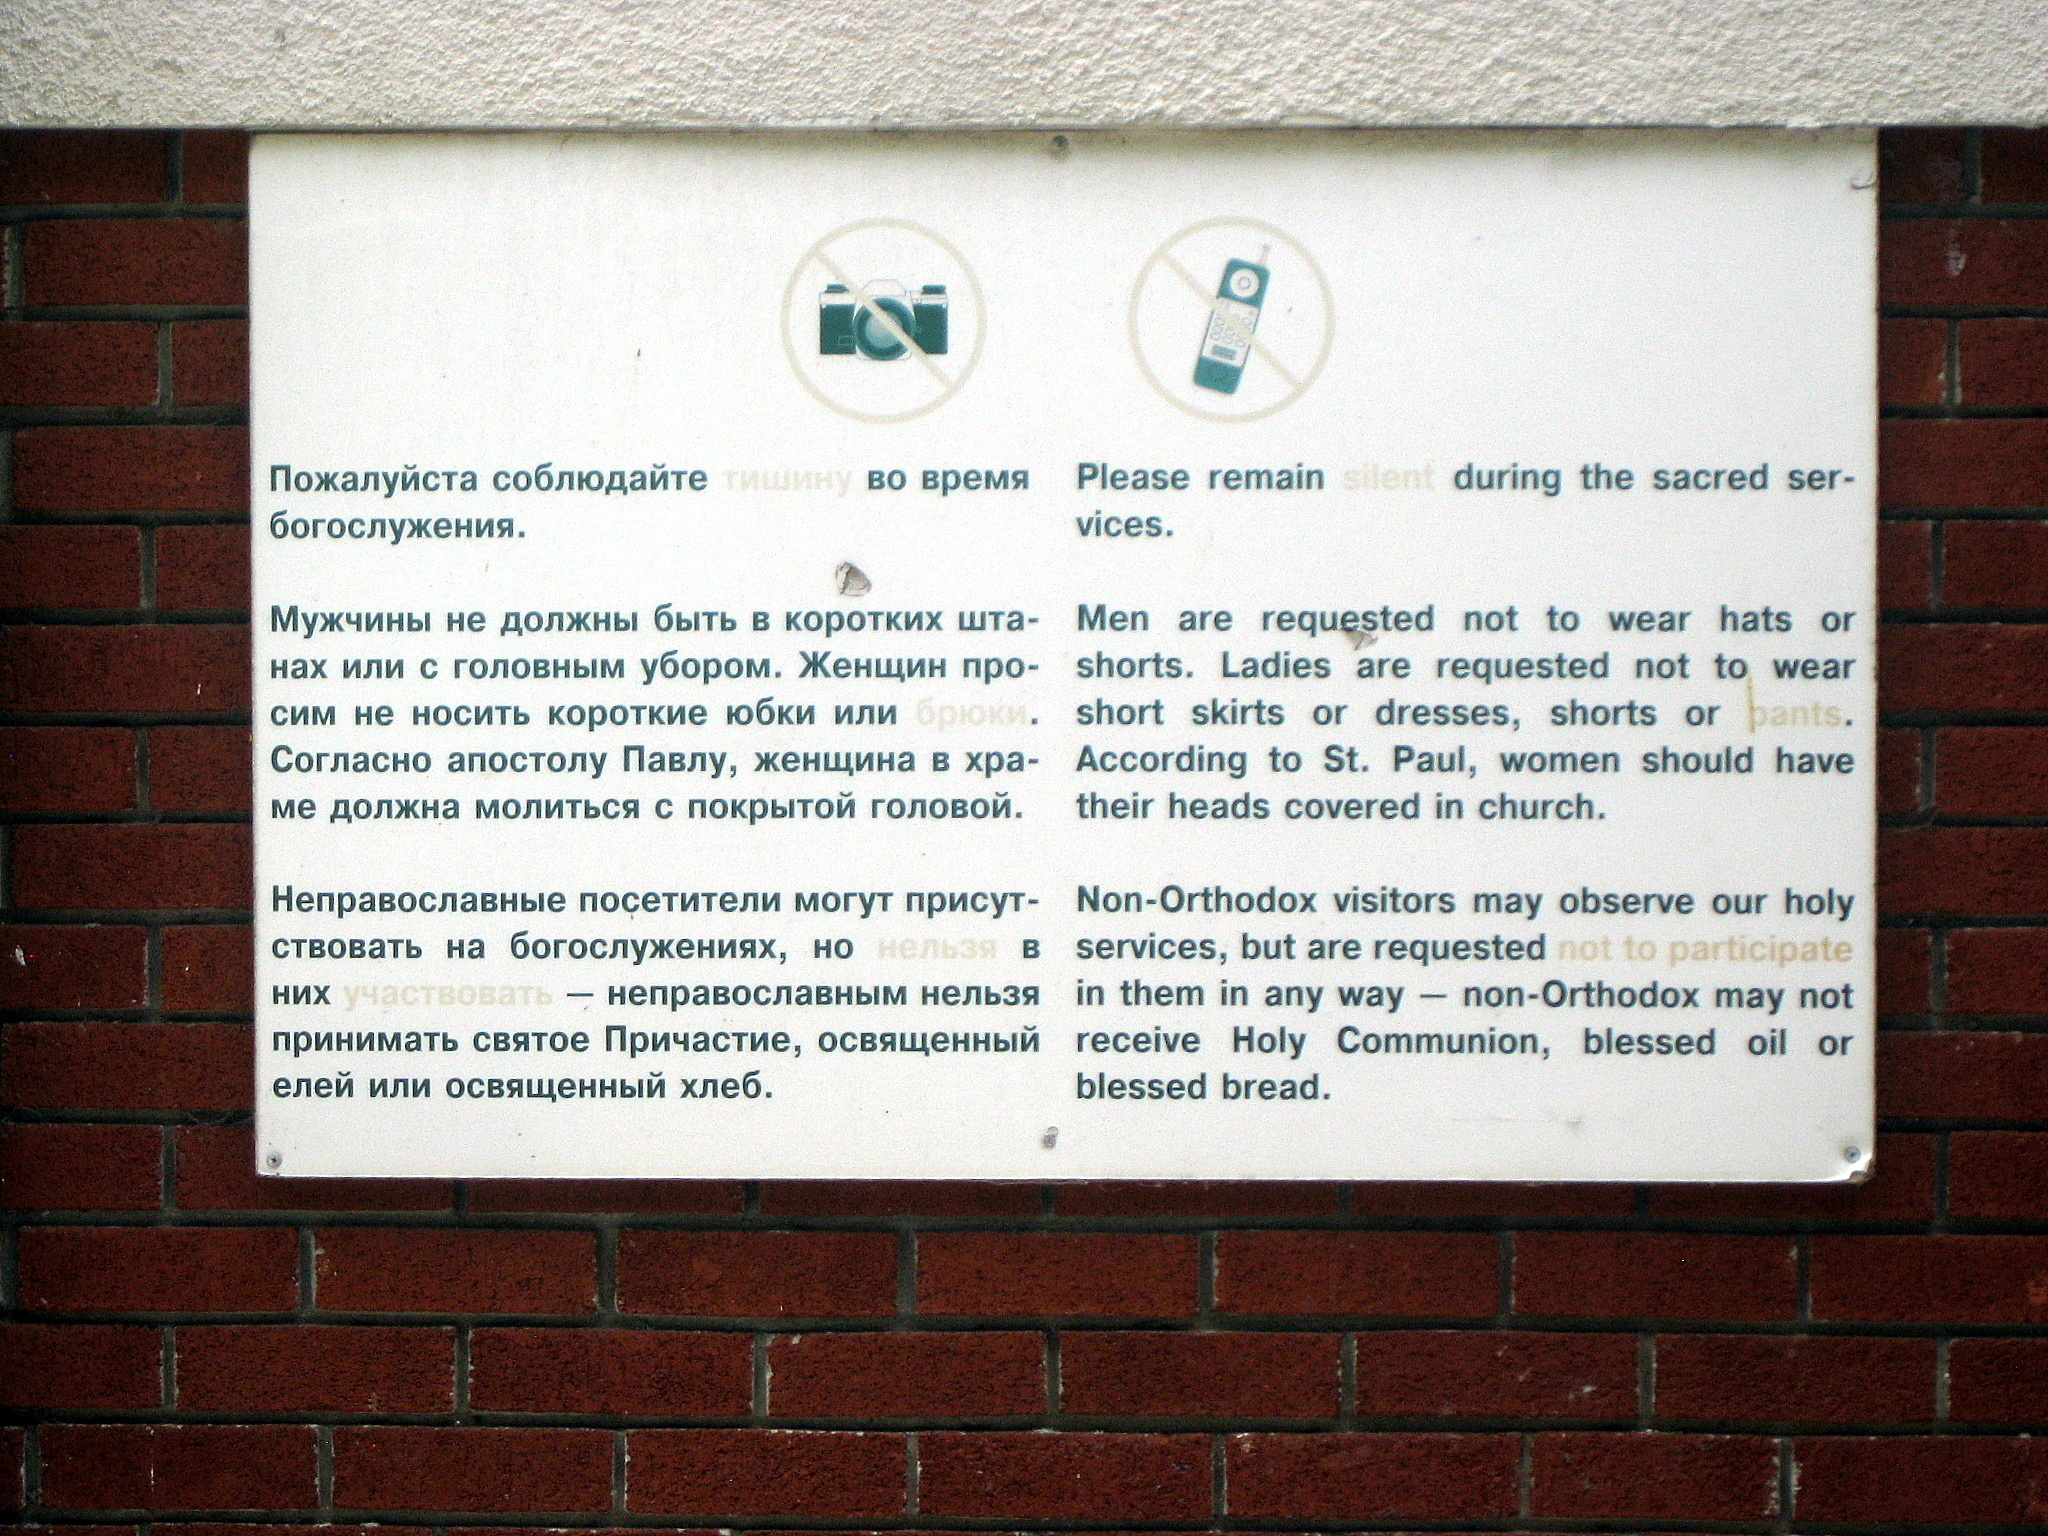 Пожалуйста соблюдайте тишину во время
богослужения.
Мужчины не должны быть в коротких шта-
нах или с головным убором. Женщин про-
сим не носить короткие юбки или брюки.
Согласно апостолу Павлу, женщина в хра-
ме должна молиться с покрытой головой.
Неправославные посетители могут присут-
ствовать на богослужениях, но нельзя в
них участвовать — неправославным нельзя
принимать святое Причастие, освященный
елей или освященный хлеб.
Please remain silent during the sacred ser-
vices.
Men are requested not to wear hats or
shorts. Ladies are requested not to wear
short skirts or dresses, shorts or pants.
According to St. Paul, women should have
their heads covered in church.
Non-Orthodox visitors may observe our holy
services, but are requested not to participate
in them in any way — non-Orthodox may not
receive Holy Communion, blessed oil or
blessed bread.